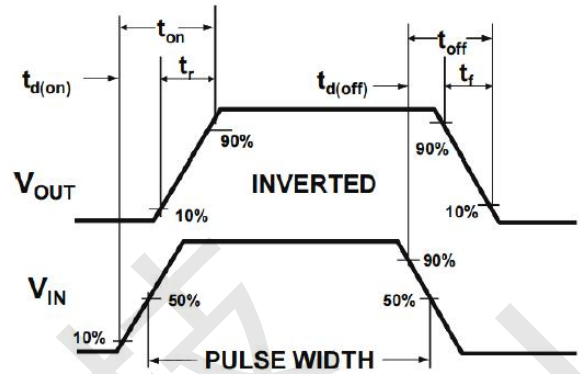 ton toff
td(on) tr td(off) tf
90% 90%
VOUT INVERTED
10% 10%
90%
VIN 50% 50%
10%
PULSE WIDTH